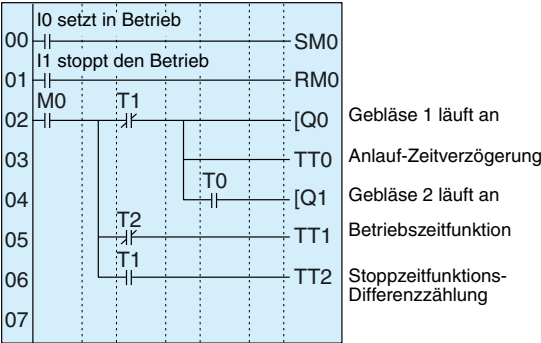 I0 setzt in Betrieb
00 SM0
I1 stoppt den Betrieb
01 RM0
M0 T1
02 [Q0 Gebläse 1 läuft an
03 TT0 Anlauf-Zeitverzögerung
T0
04 [Q1 Gebläse 2 läuft an
T2
05 TT1 Betriebszeitfunktion
T1
06 TT2 Stoppzeitfunktions-
Differenzzählung
07